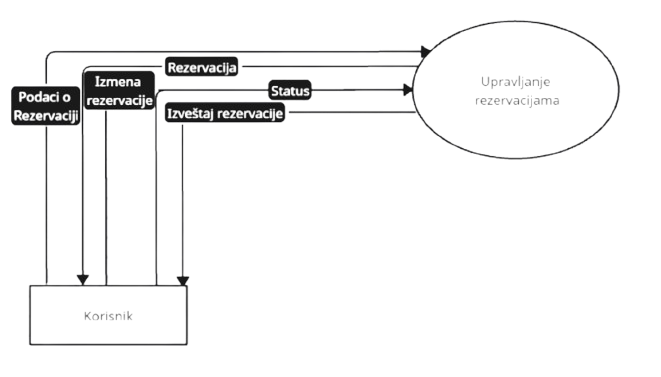 Rezervacija
Izmena
rezervacije
Podaci o
Rezervaciji
Status
Izveštaj rezervacije
Upravljanje
rezervacijama
Korisnik